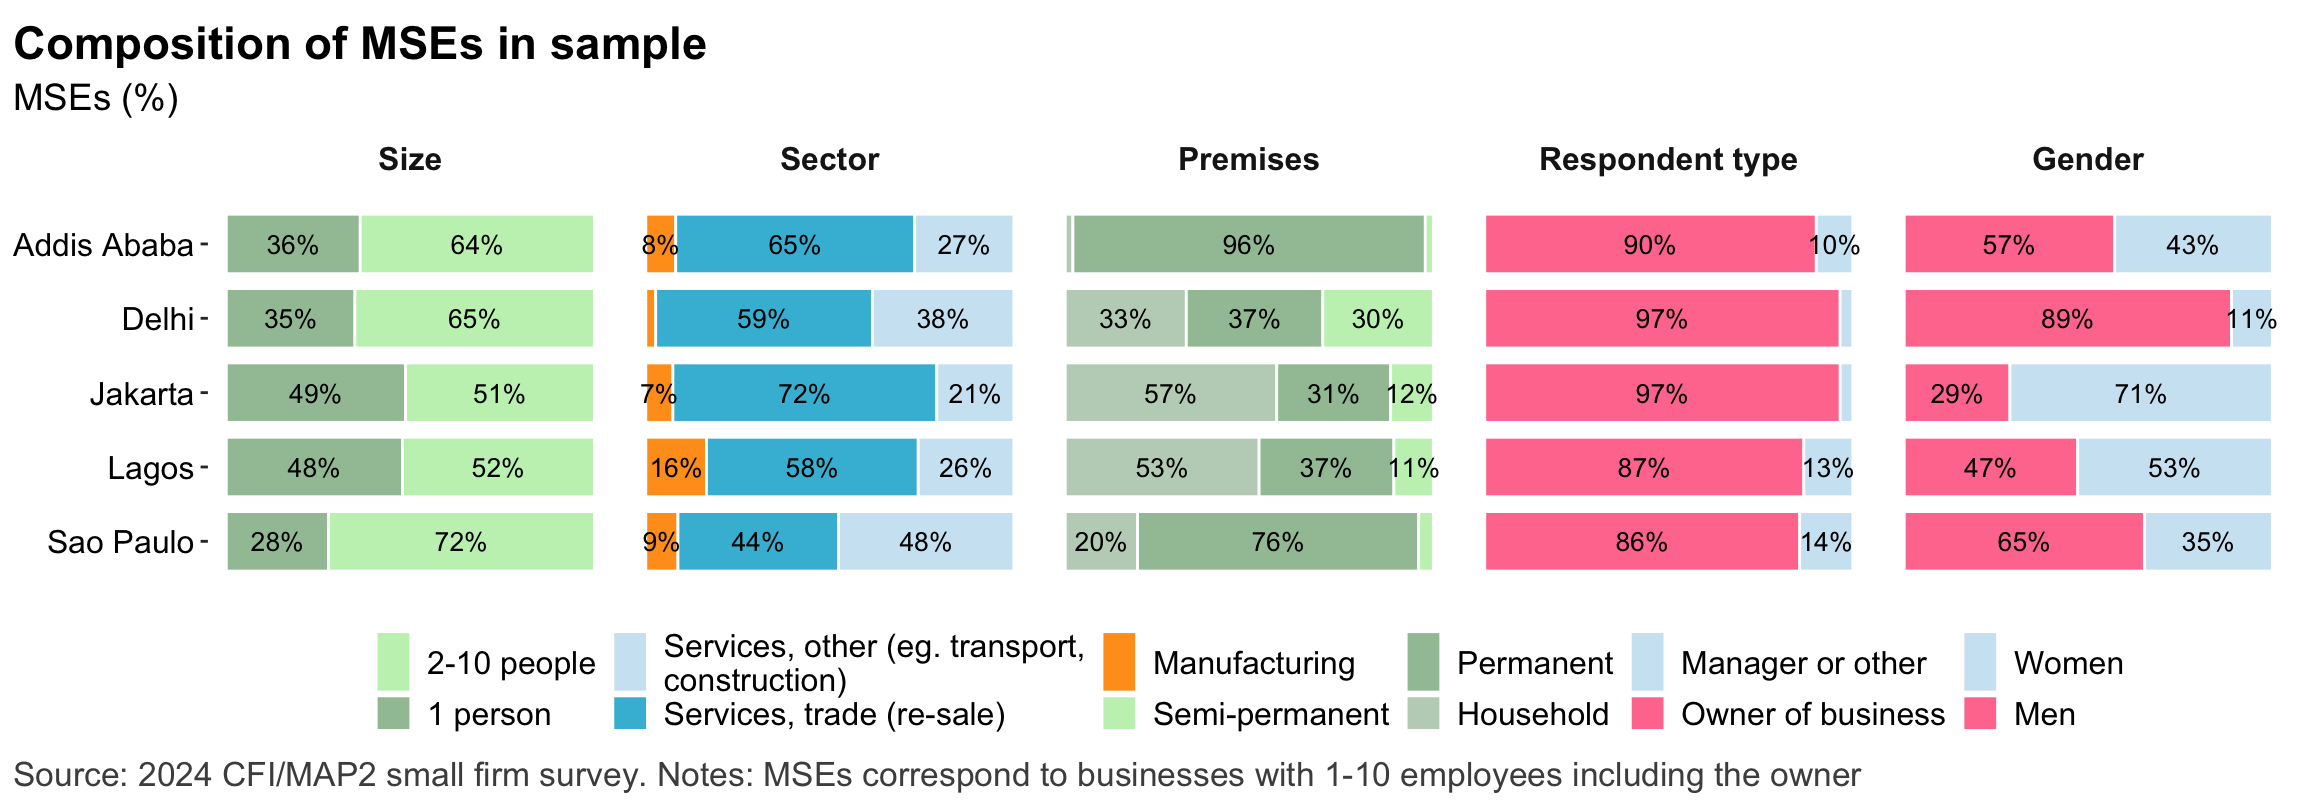 Composition of MSEs in sample
MSEs (%)
Size Sector Premises Respondent type Gender
Addis Ababa 36% 64% 8% 65% 27% 96% 90% 10% 57% 43%
Delhi 35% 65% 59% 38% 33% 37% 30% 97% 89% 11%
Jakarta 49% 51% 7% 72% 21% 57% 31% 12% 97% 29% 71%
Lagos 48% 52% 16% 58% 26% 53% 37% 11% 87% 13% 47% 53%
Sao Paulo 28% 72% 9% 44% 48% 20% 76% 86% 14% 65% 35%
2-10 people Services, other (eg. transport, construction) Manufacturing Permanent Manager or other Women
1 person Services, trade (re-sale) Semi-permanent Household Owner of business Men
Source: 2024 CFI/MAP2 small firm survey. Notes: MSEs correspond to businesses with 1-10 employees including the owner